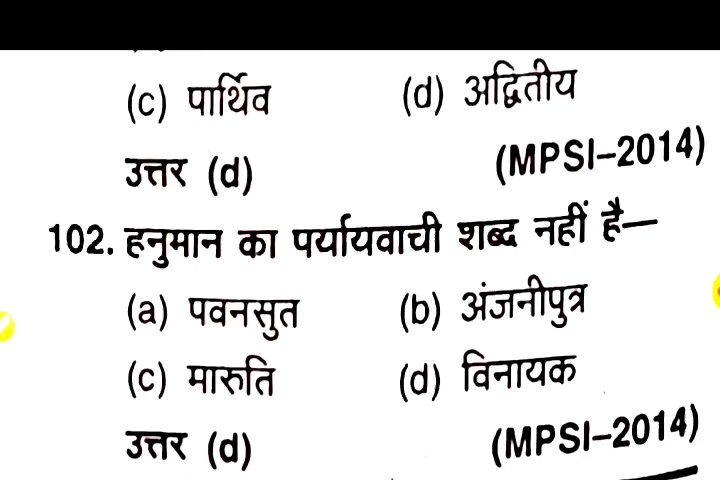 (c) पार्थिव (d) अद्वितीय
उत्तर (d) (MPSI–2014)
102. हनुमान का पर्यायवाची शब्द नहीं है—
(a) पवनसुत (b) अंजनीपुत्र
(c) मारुति (d) विनायक
उत्तर (d) (MPSI–2014)